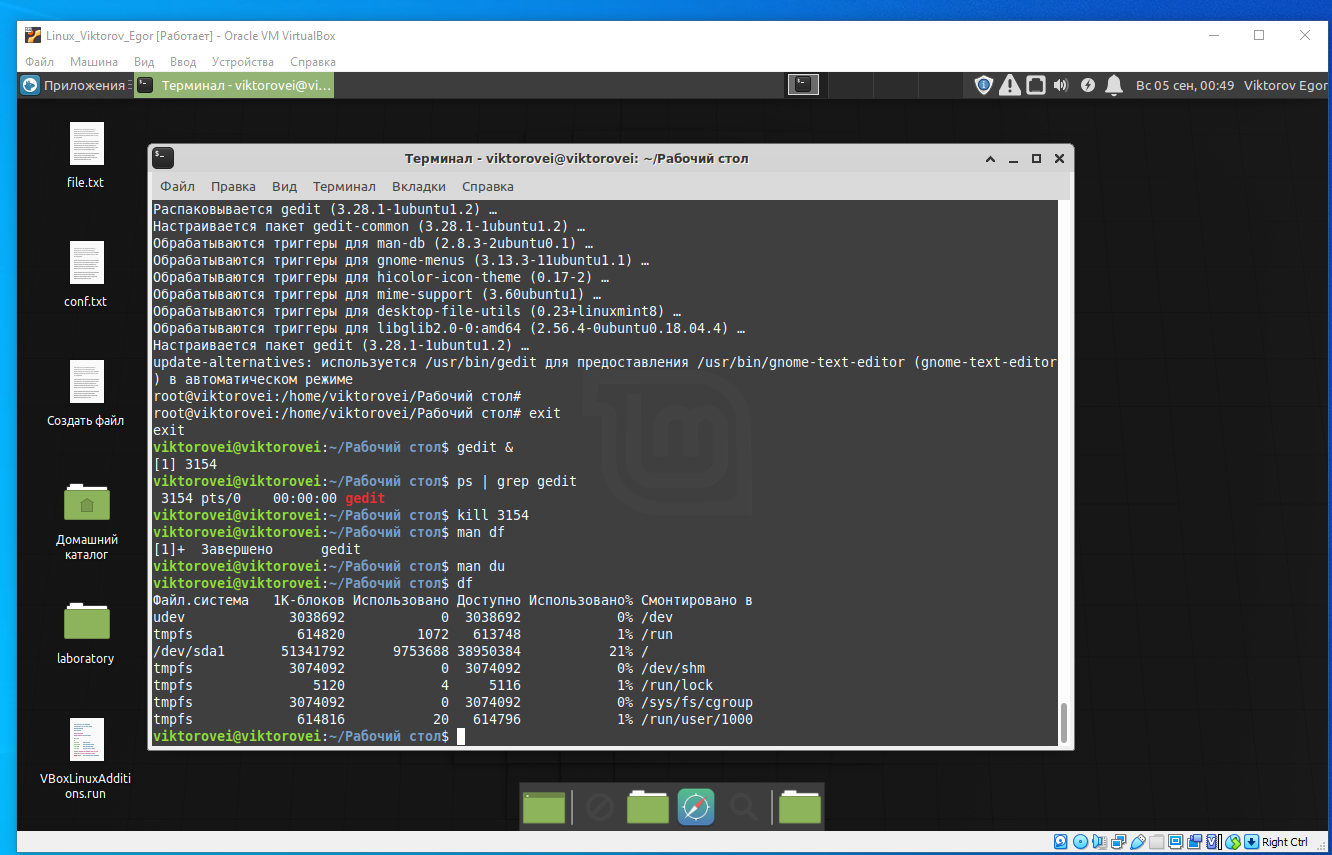 Linux_Viktorov_Egor [Работает] - Oracle VM VirtualBox
Файл Машина Вид Ввод Устройства Справка
Приложения Терминал - viktorovei@vi... Вс 05 сен, 00:49 Viktorov Egor
file.txt
conf.txt
Создать файл
Домашний
каталог
laboratory
VBoxLinuxAdditi
ons.run
Терминал - viktorovei@viktorovei: ~/Рабочий стол
Файл Правка Вид Терминал Вкладки Справка
Распаковывается gedit (3.28.1-1ubuntu1.2) …
Настраивается пакет gedit-common (3.28.1-1ubuntu1.2) …
Обрабатываются триггеры для man-db (2.8.3-2ubuntu0.1) …
Обрабатываются триггеры для gnome-menus (3.13.3-11ubuntu1.1) …
Обрабатываются триггеры для hicolor-icon-theme (0.17-2) …
Обрабатываются триггеры для mime-support (3.60ubuntu1) …
Обрабатываются триггеры для desktop-file-utils (0.23+linuxmint8) …
Обрабатываются триггеры для libglib2.0-0:amd64 (2.56.4-0ubuntu0.18.04.4) …
Настраивается пакет gedit (3.28.1-1ubuntu1.2) …
update-alternatives: используется /usr/bin/gedit для предоставления /usr/bin/gnome-text-editor (gnome-text-editor
) в автоматическом режиме
root@viktorovei:/home/viktorovei/Рабочий стол#
root@viktorovei:/home/viktorovei/Рабочий стол# exit
exit
viktorovei@viktorovei:~/Рабочий стол$ gedit &
[1] 3154
viktorovei@viktorovei:~/Рабочий стол$ ps | grep gedit
3154 pts/0 00:00:00 gedit
viktorovei@viktorovei:~/Рабочий стол$ kill 3154
viktorovei@viktorovei:~/Рабочий стол$ man df
[1]+ Завершено gedit
viktorovei@viktorovei:~/Рабочий стол$ man du
viktorovei@viktorovei:~/Рабочий стол$ df
Файл.система 1K-блоков Использовано Доступно Использовано% Смонтировано в
udev 3038692 0 3038692 0% /dev
tmpfs 614820 1072 613748 1% /run
/dev/sda1 51341792 9753688 38950384 21% /
tmpfs 3074092 0 3074092 0% /dev/shm
tmpfs 5120 4 5116 1% /run/lock
tmpfs 3074092 0 3074092 0% /sys/fs/cgroup
tmpfs 614816 20 614796 1% /run/user/1000
viktorovei@viktorovei:~/Рабочий стол$
Right Ctrl